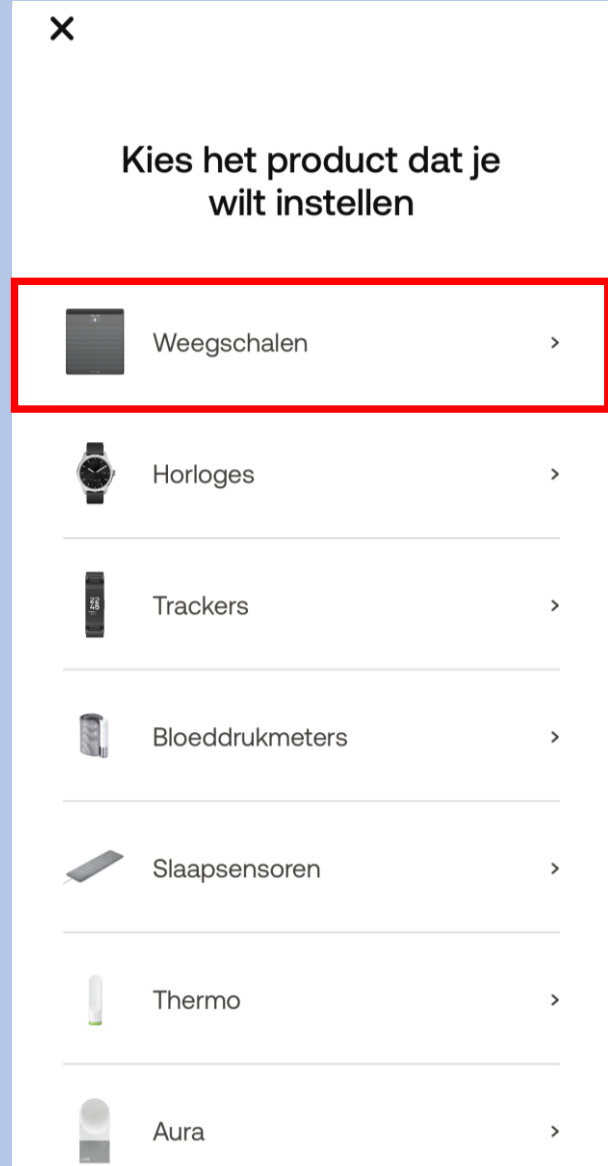 Kies het product dat je
wilt instellen
Weegschalen
Horloges
Trackers
Bloeddrukmeters
Slaapsensoren
Thermo
Aura